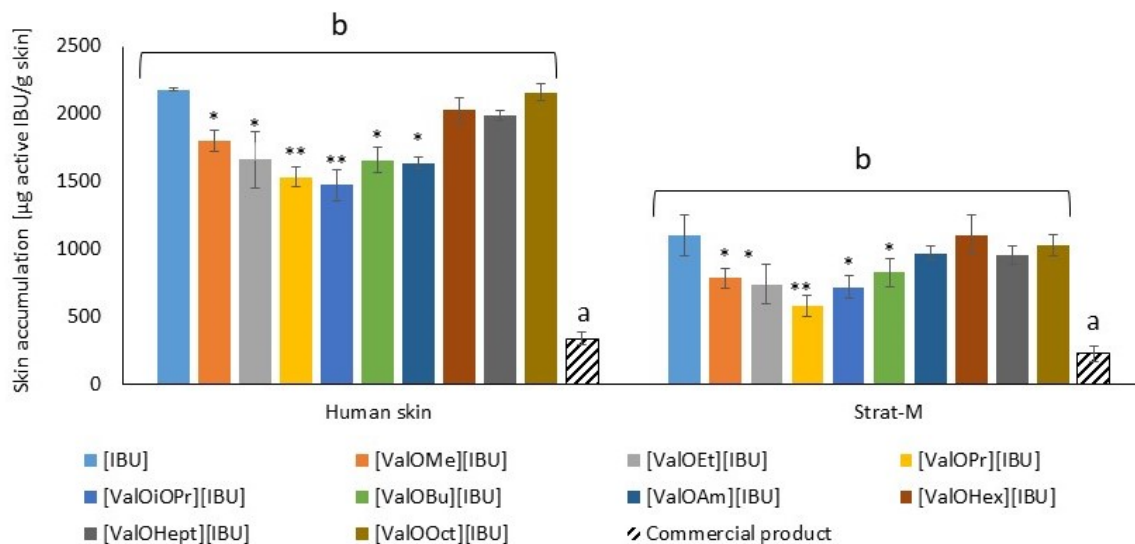 b
2500
2000
1500
1000
500
0
Skin accumulation [µg active IBU/g skin]
* * ** ** * *
a
b
* * ** * *
a
Human skin Strat-M
[IBU] [ValOMe][IBU] [ValOEt][IBU] [ValOPr][IBU]
[ValOiOPr][IBU] [ValOBu][IBU] [ValOAm][IBU] [ValOHex][IBU]
[ValOHept][IBU] [ValOOct][IBU] Commercial product